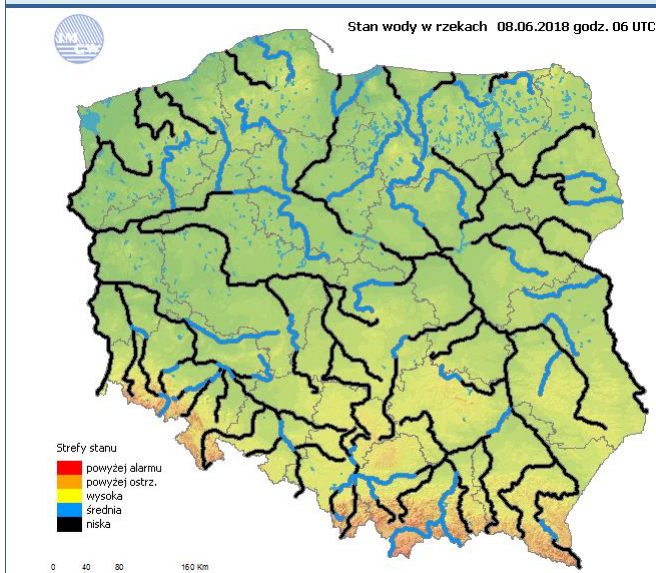 Stan wody w rzekach 08.06.2018 godz. 06 UTC
Strefy stanu
powyżej alarmu
powyżej ostrz.
wysoka
średnia
niska
0 40 80 160 Km